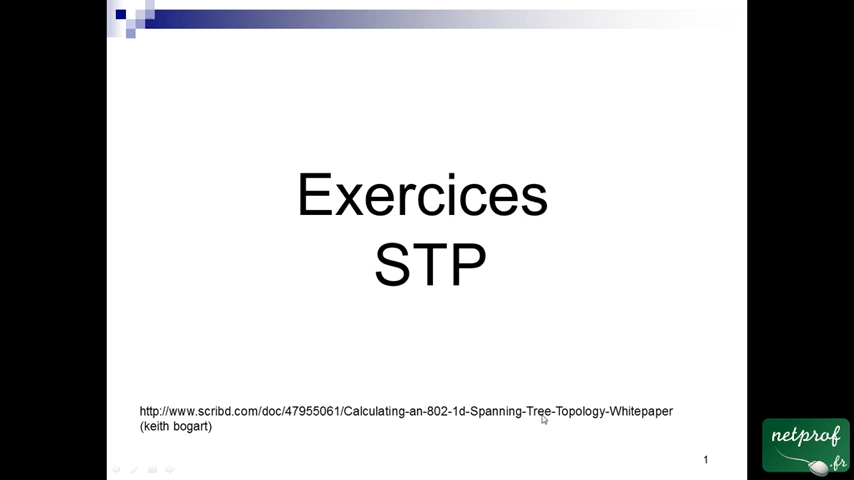 Exercices
STP
http://www.scribd.com/doc/47955061/Calculating-an-802-1d-Spanning-Tree-Topology-Whitepaper
(keith bogart)
1
netprof
.fr